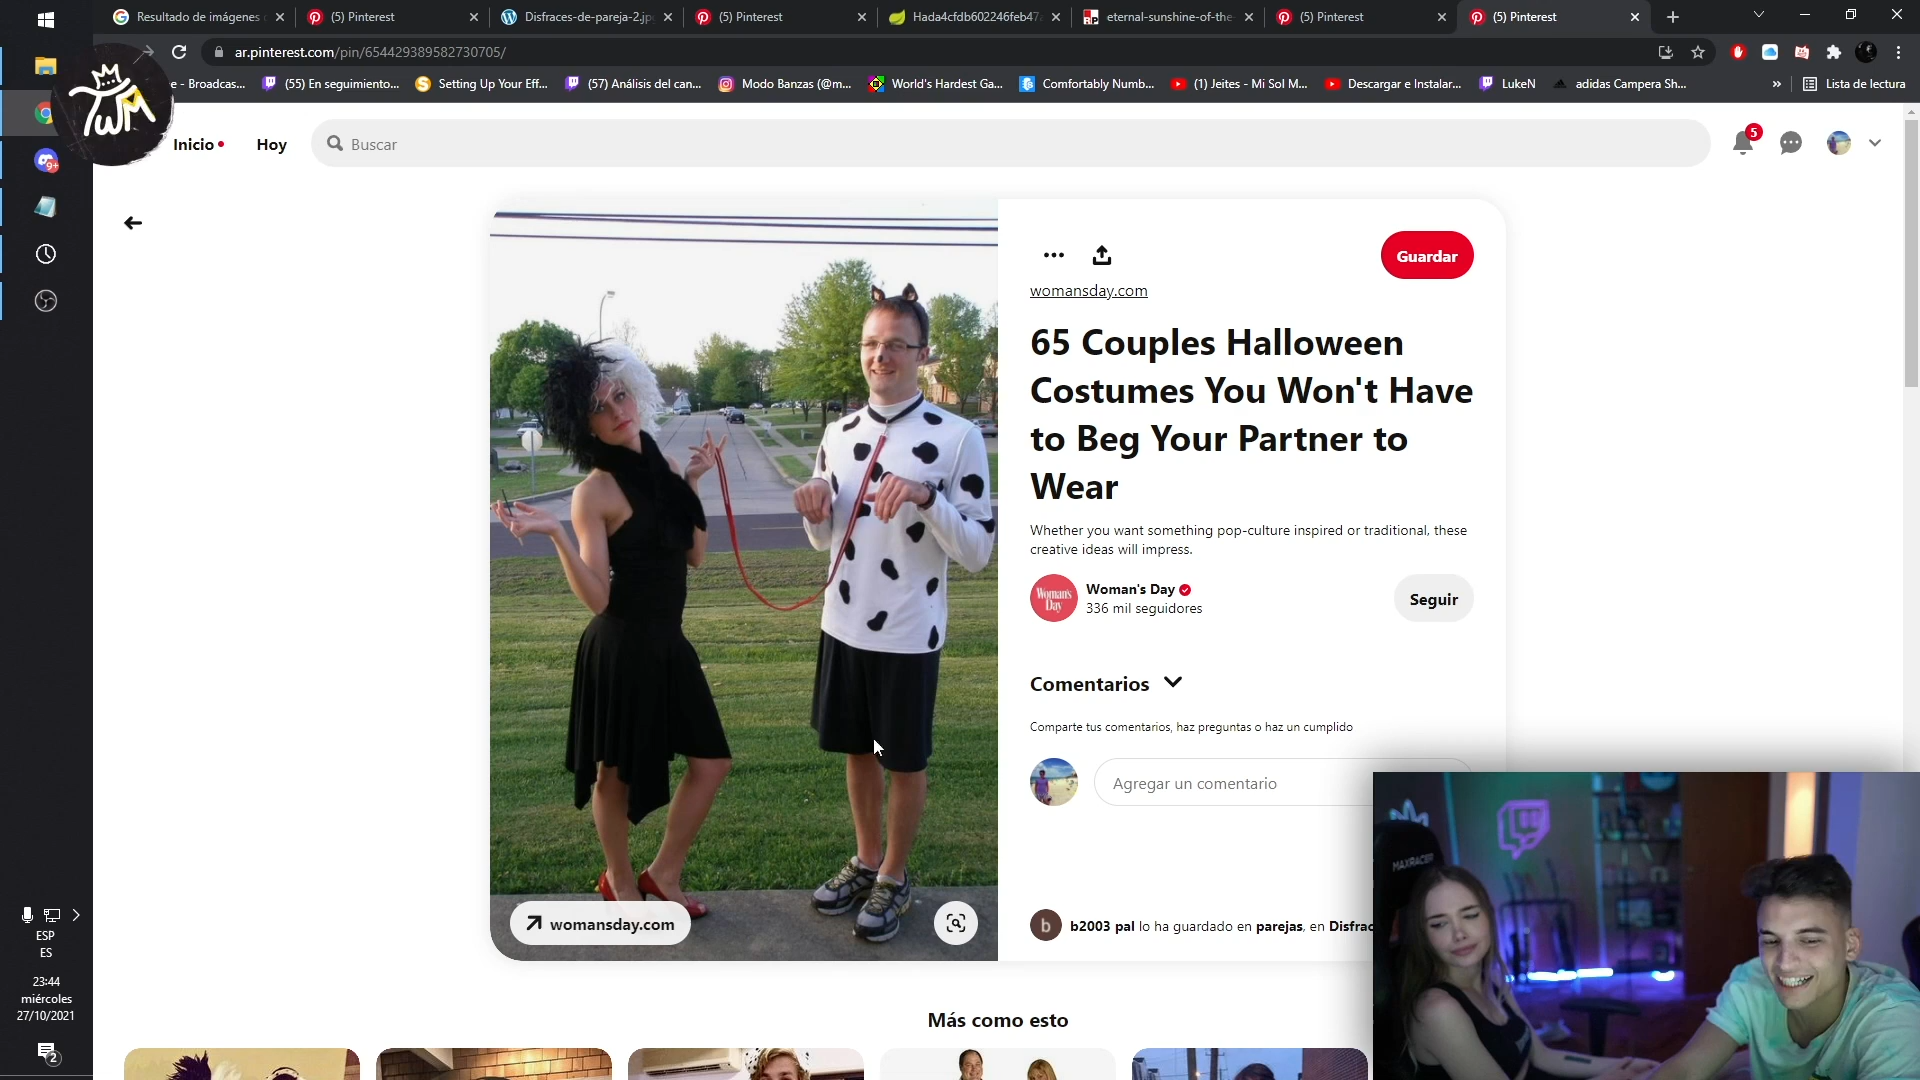 Resultado de imágenes
(5) Pinterest
Disfraces-de-pareja-2.jp
(5) Pinterest
Hada4cfdb602246feb47
eternal-sunshine-of-the-
(5) Pinterest
(5) Pinterest
ar.pinterest.com/pin/654429389582730705/
e - Broadcas...
(55) En seguimiento...
Setting Up Your Eff...
(57) Análisis del can...
Modo Banzas (@m...
World's Hardest Ga...
Comfortably Numb...
(1) Jeites - Mi Sol M...
Descargar e Instalar...
LukeN
adidas Campera Sh...
»
Lista de lectura
TWM
9+
Inicio
Hoy
Buscar
5
Guardar
womansday.com
65 Couples Halloween
Costumes You Won't Have
to Beg Your Partner to
Wear
Whether you want something pop-culture inspired or traditional, these
creative ideas will impress.
Woman's
Day
Woman's Day
336 mil seguidores
Seguir
Comentarios
Comparte tus comentarios, haz preguntas o haz un cumplido
Agregar un comentario
womansday.com
b
b2003 pal lo ha guardado en parejas, en Disfrac
MAXRACER
Más como esto
ESP
ES
23:44
miércoles
27/10/2021
2